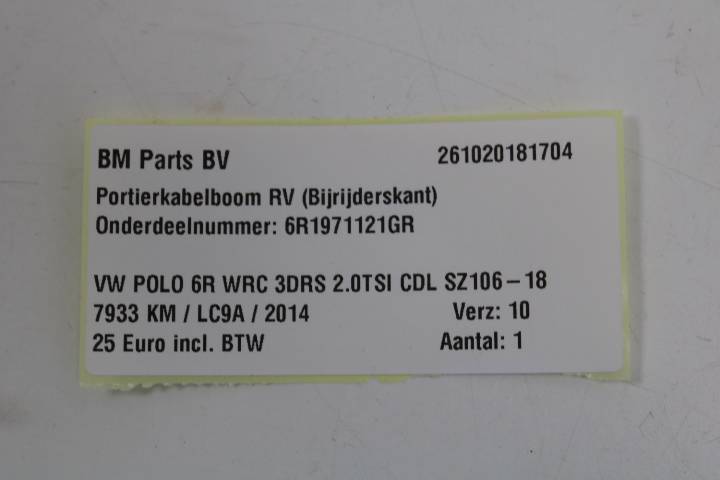 BM Parts BV 261020181704
Portierkabelboom RV (Bijrijderskant)
Onderdeelnummer: 6R1971121GR
VW POLO 6R WRC 3DRS 2.0TSI CDL SZ106-18
7933 KM / LC9A / 2014 Verz: 10
25 Euro incl. BTW Aantal: 1